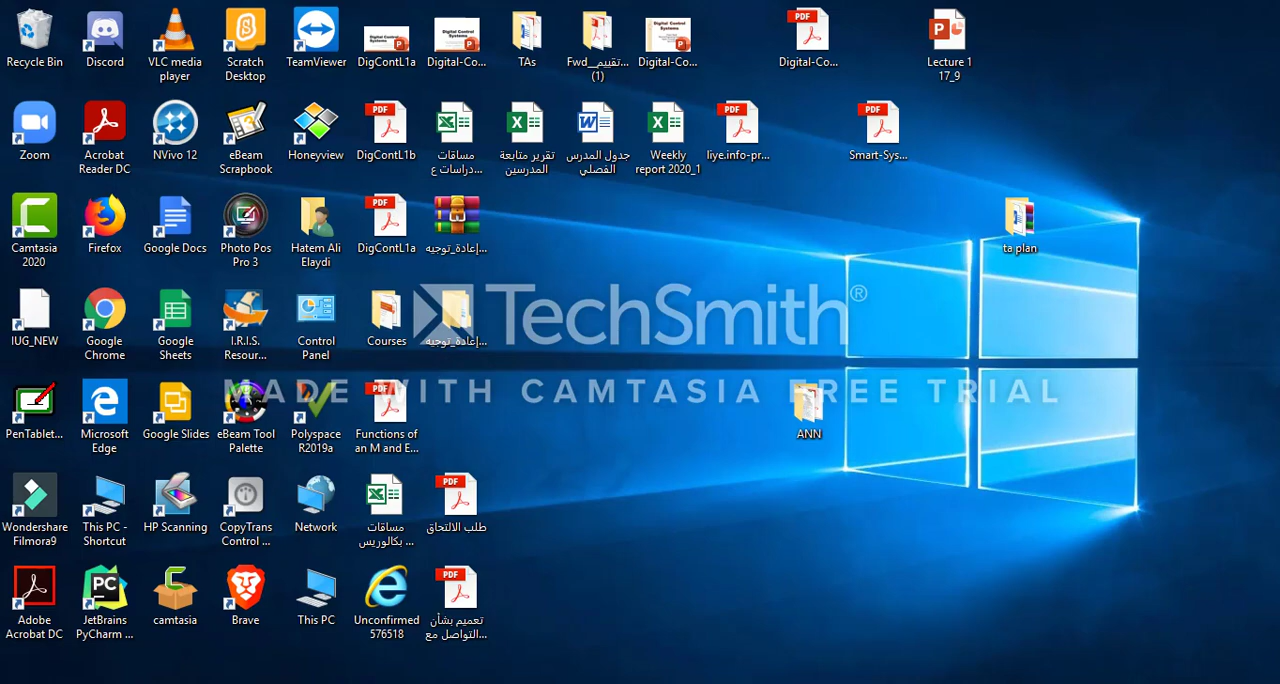 Recycle Bin
Discord
VLC media
player
Scratch
Desktop
TeamViewer
DigContL1a
Digital-Co...
TAs
Fwd__تقييم...
(1)
Digital-Co...
Digital-Co...
Lecture 1
17_9
Zoom
Acrobat
Reader DC
NVivo 12
eBeam
Scrapbook
Honeyview
DigContL1b
مساقات
دراسات ع...
تقرير متابعة
المدرسين
جدول المدرس
الفصلي
Weekly
report 2020_1
liye.info-pr...
Smart-Sys...
Camtasia
2020
Firefox
Google Docs
Photo Pos
Pro 3
Hatem Ali
Elaydi
DigContL1a
إعادة_توجيه...
ta plan
IUG_NEW
Google
Chrome
Google
Sheets
I.R.I.S.
Resour...
Control
Panel
Courses
إعادة_توجيه...
TechSmith®
MADE WITH CAMTASIA FREE TRIAL
PenTablet...
Microsoft
Edge
Google Slides
eBeam Tool
Palette
Polyspace
R2019a
Functions of
an M and E...
ANN
Wondershare
Filmora9
This PC -
Shortcut
HP Scanning
CopyTrans
Control ...
Network
مساقات
بكالوريس ...
طلب الالتحاق
Adobe
Acrobat DC
JetBrains
PyCharm ...
camtasia
Brave
This PC
Unconfirmed
576518
تعميم بشأن
التواصل مع...